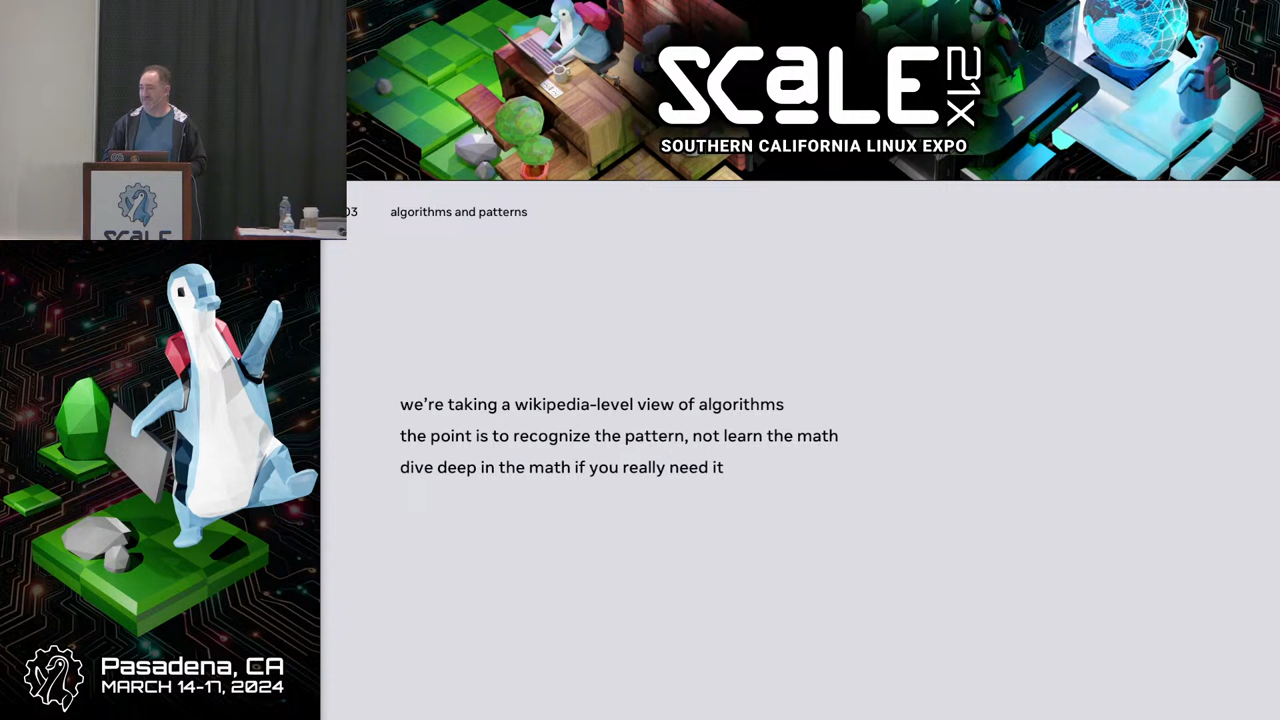 SCaLE 21X
SOUTHERN CALIFORNIA LINUX EXPO
SCALE
03 algorithms and patterns
we’re taking a wikipedia-level view of algorithms
the point is to recognize the pattern, not learn the math
dive deep in the math if you really need it
Pasadena, CA
MARCH 14-17, 2024